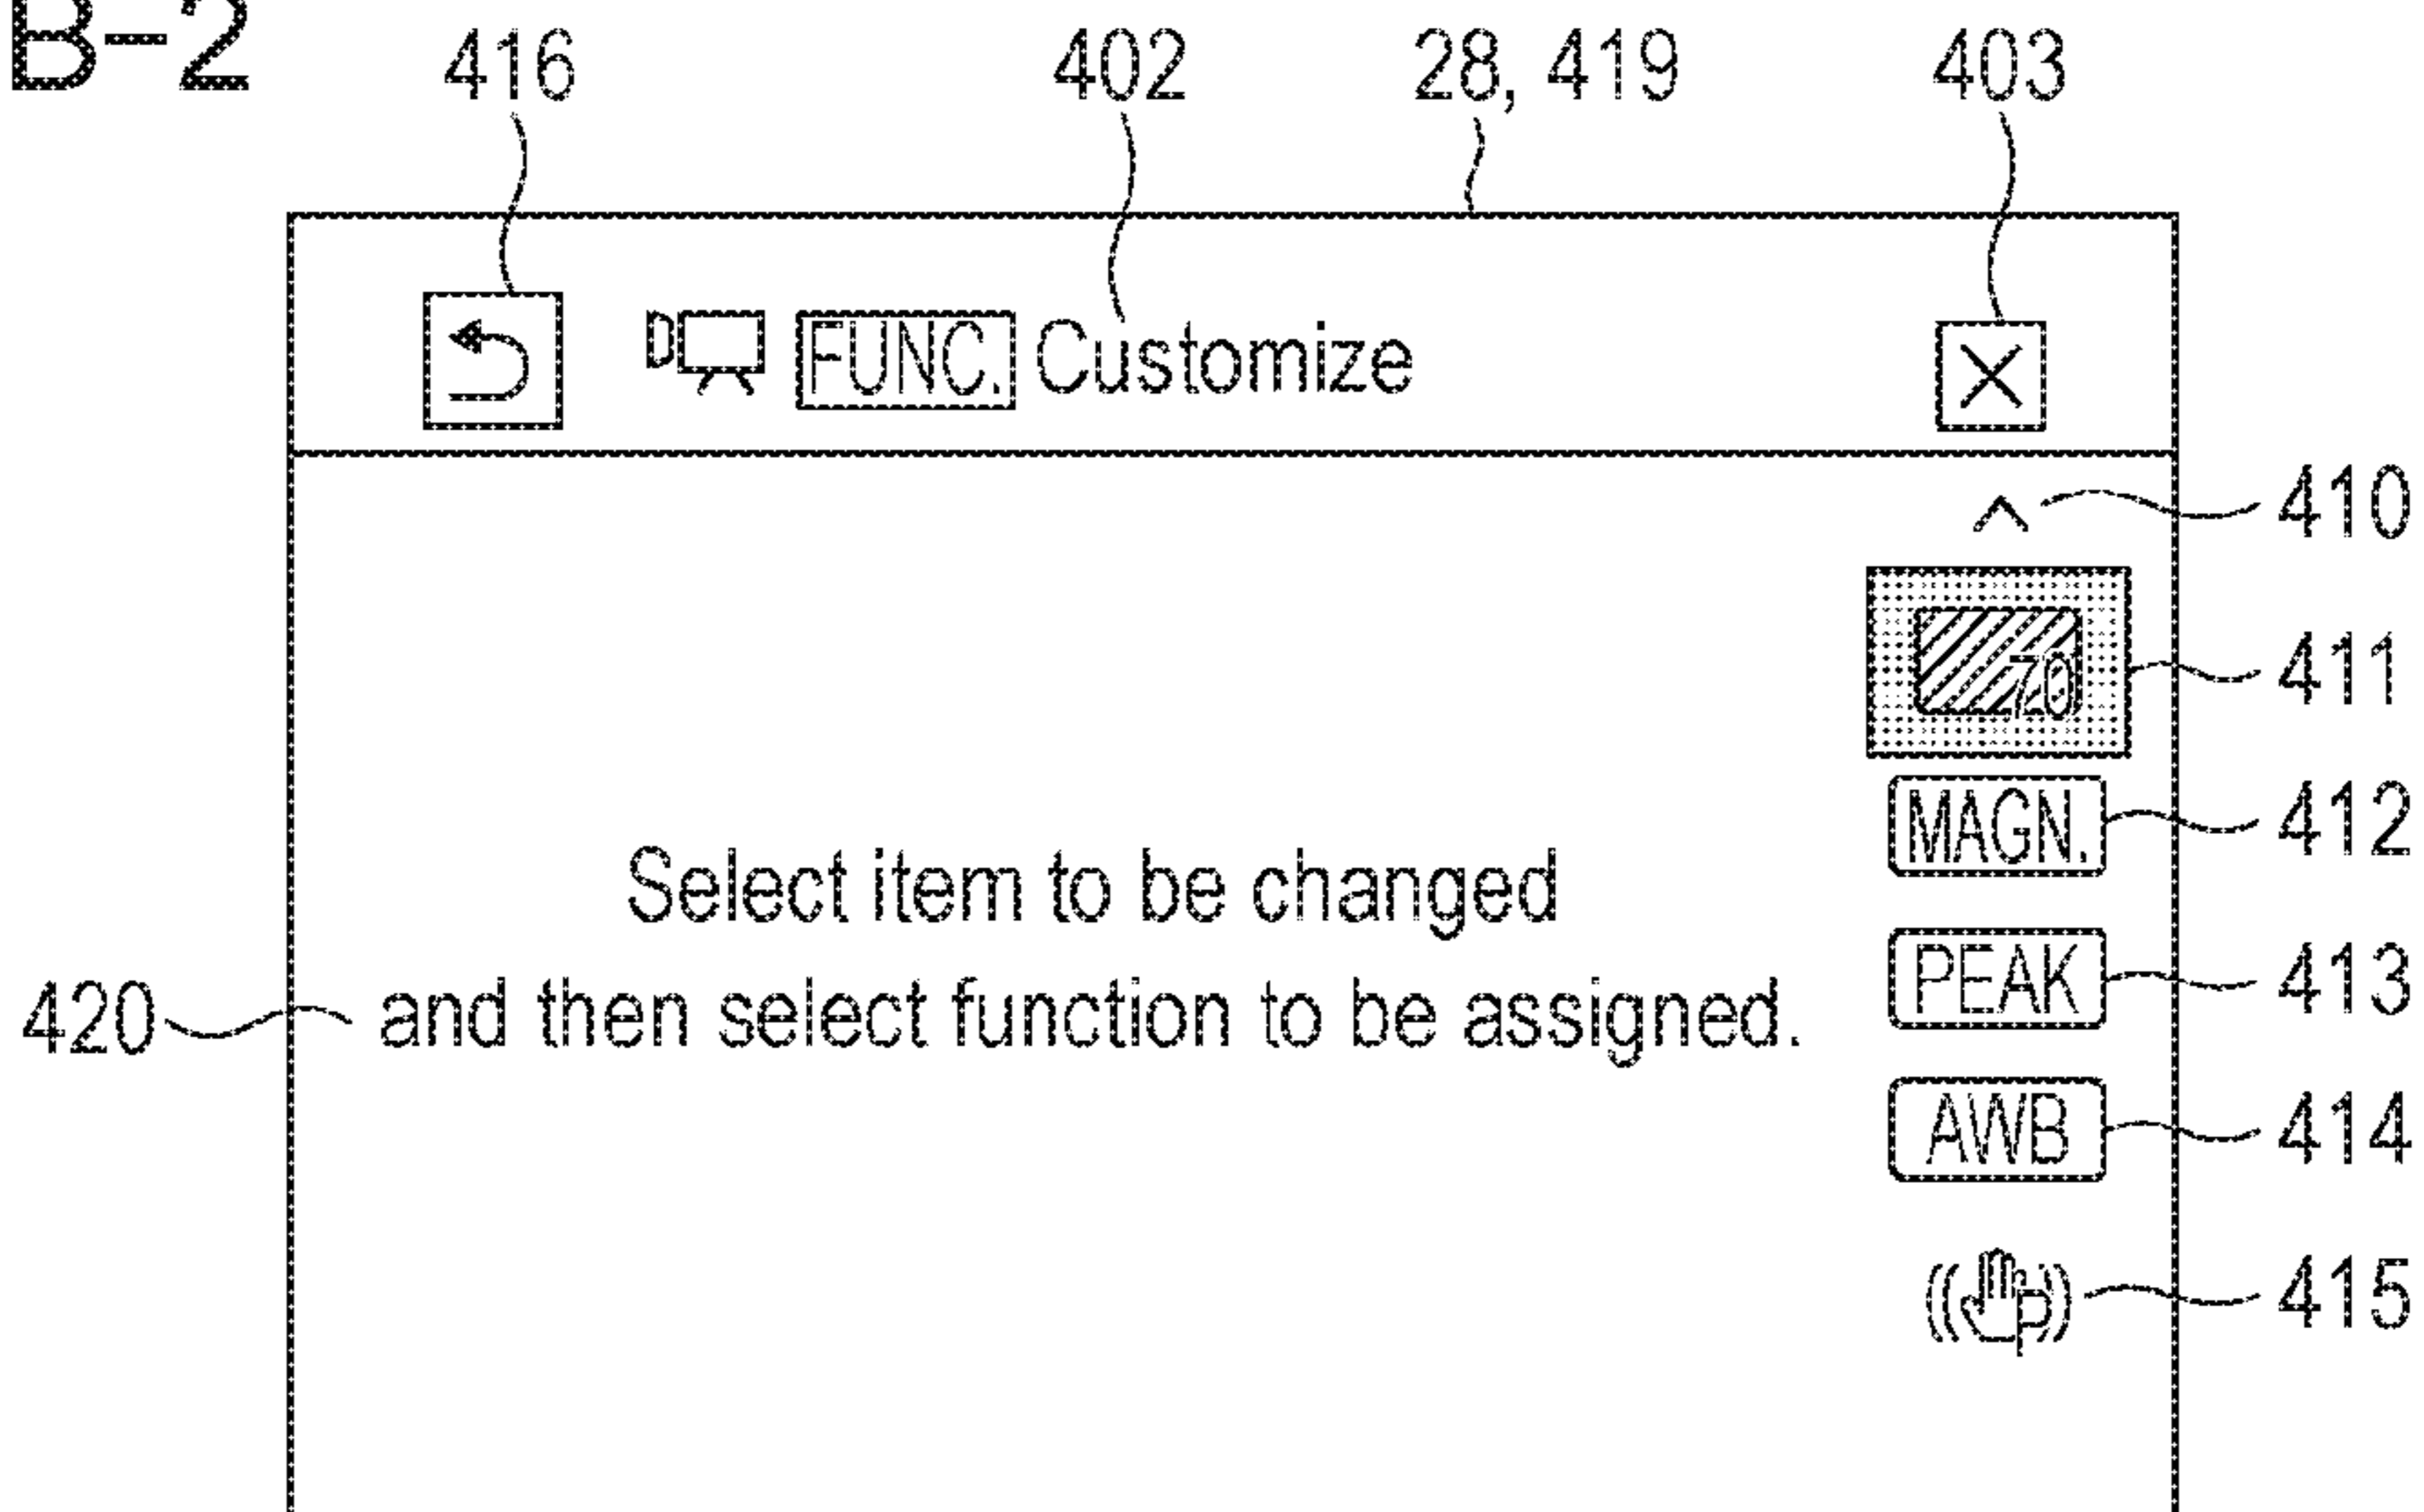 B-2
416 402 28, 419 403
FUNC. Customize
410
70 411
MAGN. 412
Select item to be changed
PEAK 413
420 and then select function to be assigned.
AWB 414
415